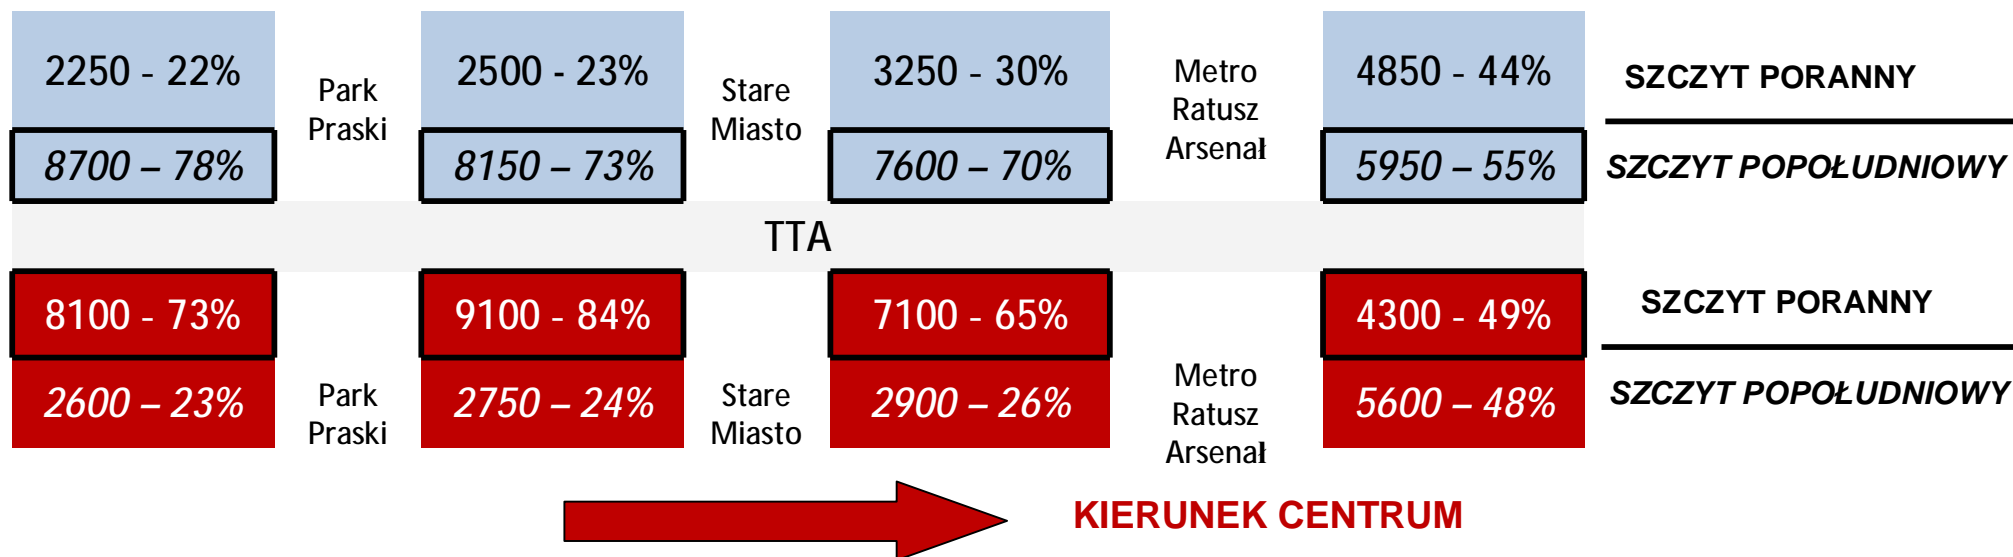 2250 - 22%
Park
Praski
2500 - 23%
Stare
Miasto
3250 - 30%
Metro
Ratusz
Arsenał
4850 - 44%
SZCZYT PORANNY
8700 – 78%
8150 – 73%
7600 – 70%
5950 – 55%
SZCZYT POPOŁUDNIOWY
TTA
8100 - 73%
9100 - 84%
7100 - 65%
4300 - 49%
SZCZYT PORANNY
2600 – 23%
Park
Praski
2750 – 24%
Stare
Miasto
2900 – 26%
Metro
Ratusz
Arsenał
5600 – 48%
SZCZYT POPOŁUDNIOWY
KIERUNEK CENTRUM